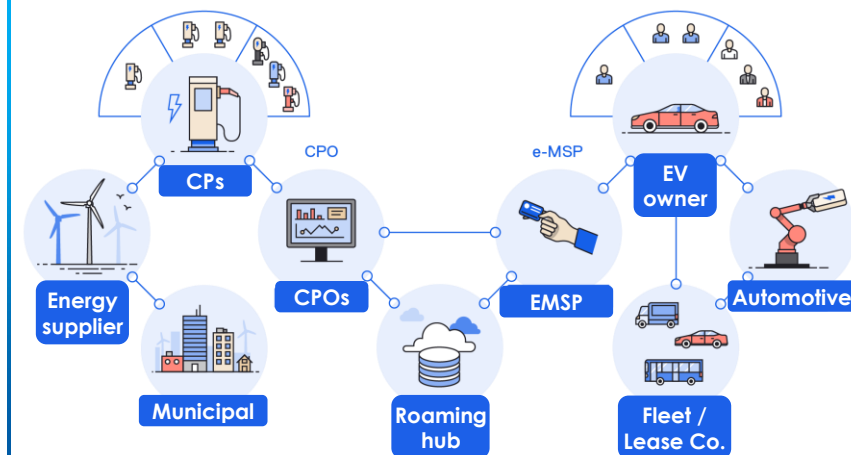 CPO
e-MSP
CPs
EV
owner
Energy
supplier
CPOs
EMSP
Automotive
Municipal
Roaming
hub
Fleet /
Lease Co.